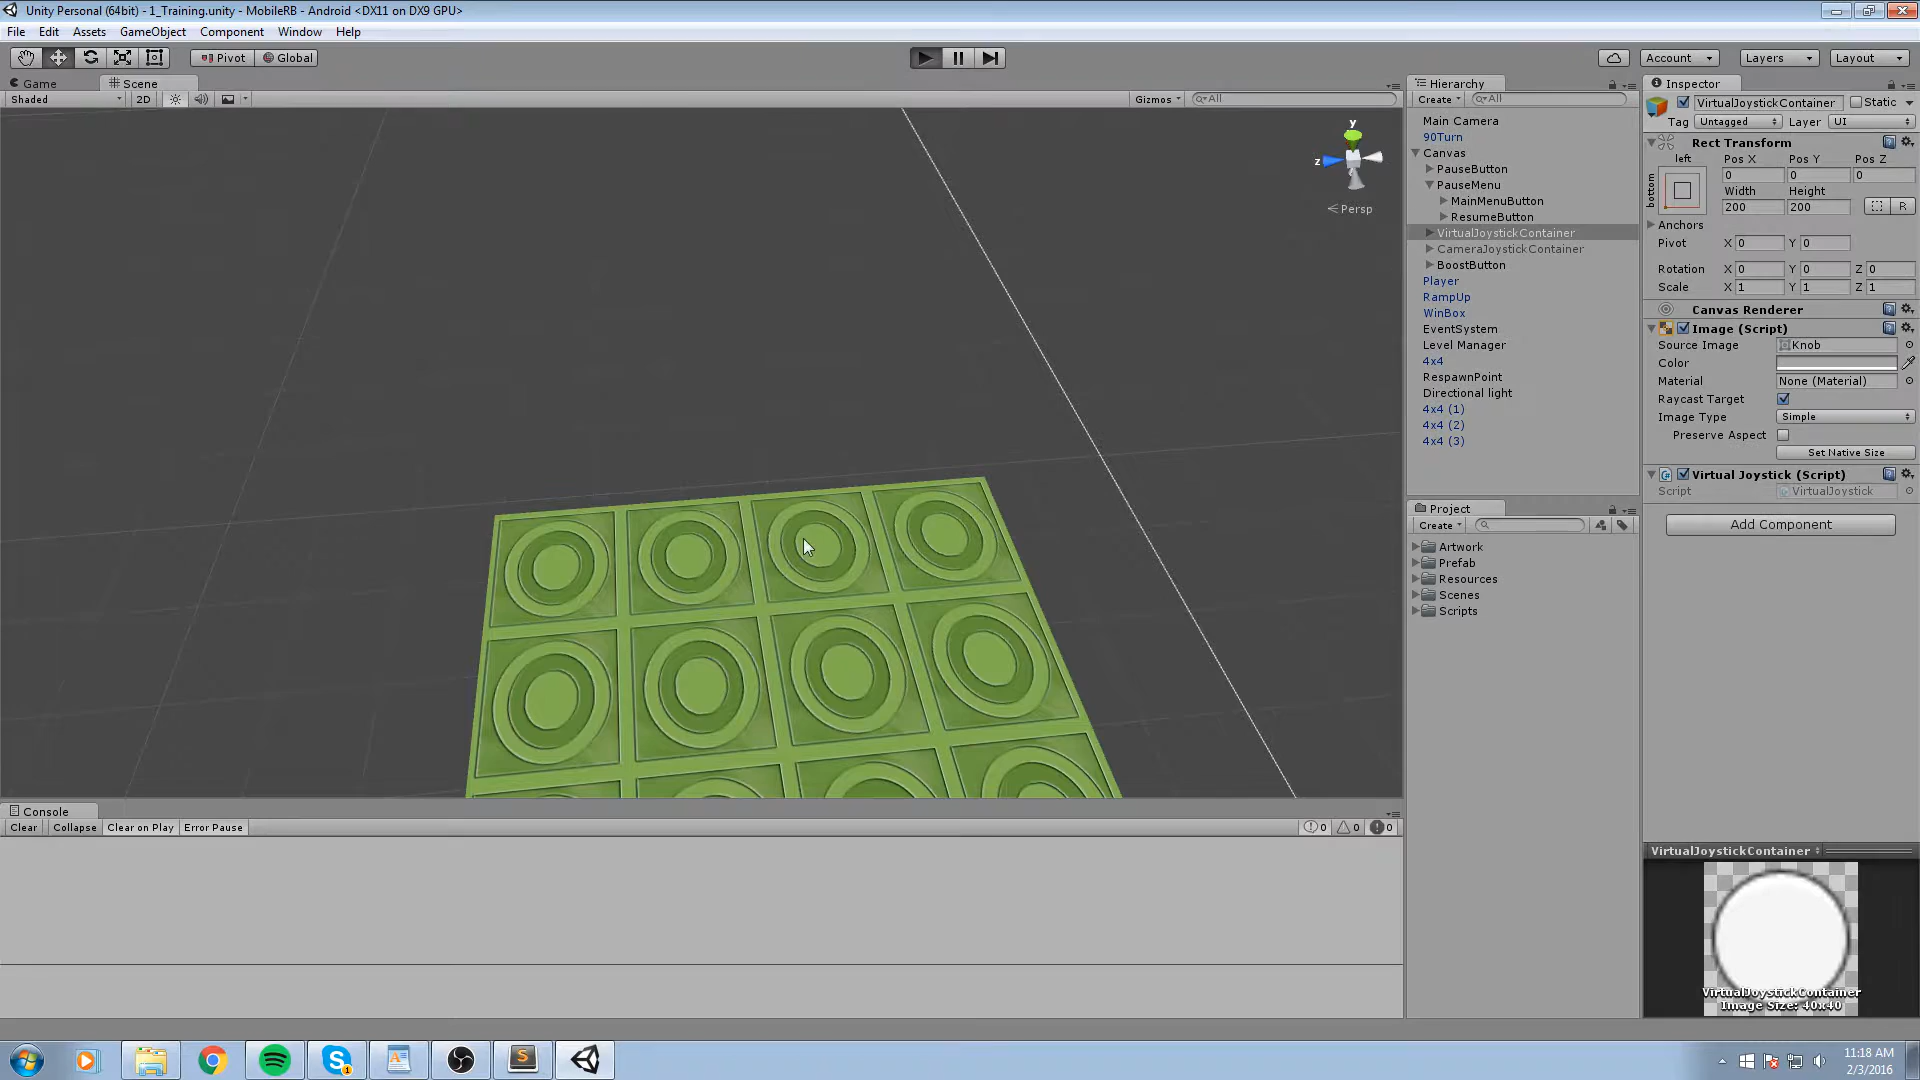 Unity Personal (64bit) - 1_Training.unity - MobileRB - Android <DX11 on DX9 GPU>
File Edit Assets GameObject Component Window Help
Pivot Global Account Layers Layout
Game Scene
Shaded 2D Gizmos All
y
z
Persp
Hierarchy
Create All
Main Camera
90Turn
Canvas
PauseButton
PauseMenu
MainMenuButton
ResumeButton
VirtualJoystickContainer
CameraJoystickContainer
BoostButton
Player
RampUp
WinBox
EventSystem
Level Manager
4x4
RespawnPoint
Directional light
4x4 (1)
4x4 (2)
4x4 (3)
Project
Create
Artwork
Prefab
Resources
Scenes
Scripts
Inspector
VirtualJoystickContainer Static
Tag Untagged Layer UI
Rect Transform
left Pos X Pos Y Pos Z
bottom
0 0 0
Width Height
200 200 R
Anchors
Pivot X 0 Y 0
Rotation X 0 Y 0 Z 0
Scale X 1 Y 1 Z 1
Canvas Renderer
Image (Script)
Source Image Knob
Color
Material None (Material)
Raycast Target
Image Type Simple
Preserve Aspect
Set Native Size
Virtual Joystick (Script)
Script VirtualJoystick
Add Component
VirtualJoystickContainer
VirtualJoystickContainer
Image Size: 40x40
Console
Clear Collapse Clear on Play Error Pause 0 0 0
S 1 S
11:18 AM
2/3/2016